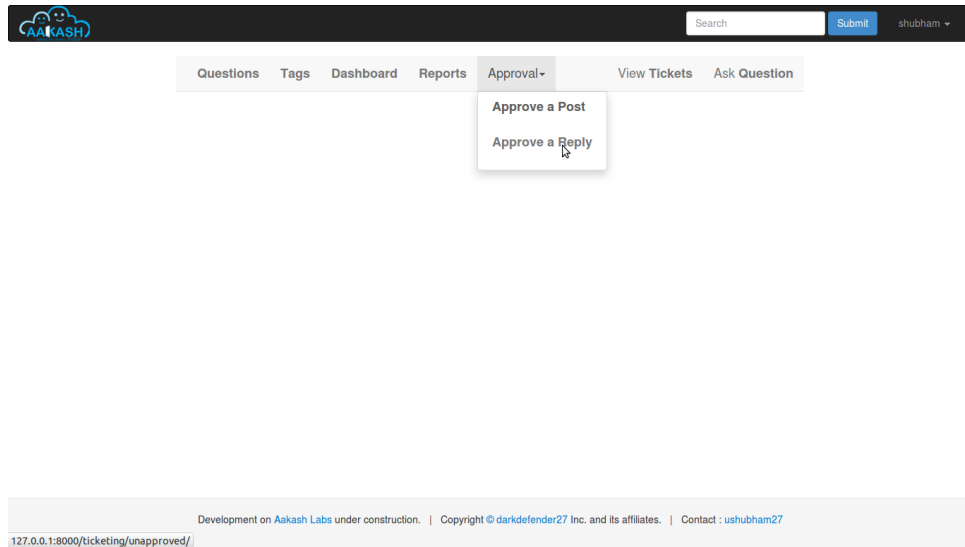 AAKASH
Search
Submit
shubham
Questions Tags Dashboard Reports Approval View Tickets Ask Question
Approve a Post
Approve a Reply
Development on Aakash Labs under construction. | Copyright © darkdefender27 Inc. and its affiliates. | Contact : ushubham27
127.0.0.1:8000/ticketing/unapproved/